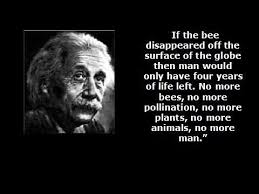 If the bee
disappeared off the
surface of the globe
then man would
only have four years
of life left. No more
bees, no more
pollination, no more
plants, no more
animals, no more
man.”